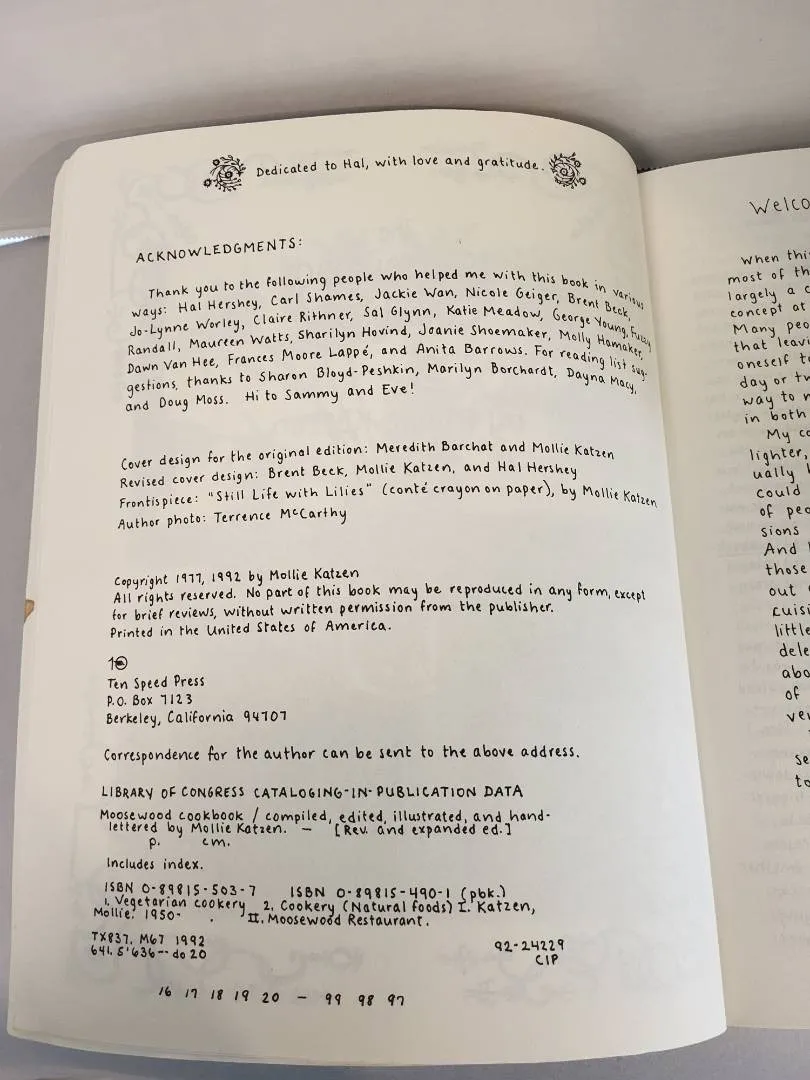 Dedicated to Hal, with love and gratitude.
ACKNOWLEDGMENTS:
Thank you to the following people who helped me with this book in various
ways: Hal Hershey, Carl Shames, Jackie Wan, Nicole Geiger, Brent Beck,
Jo-Lynne Worley, Claire Rithner, Sal Glynn, Katie Meadow, George Young, Fuzzy
Randall, Maureen Watts, Sharilyn Hovind, Joanie Shoemaker, Molly Hamaker,
Dawn Van Hee, Frances Moore Lappé, and Anita Barrows. For reading list sug-
gestions, thanks to Sharon Bloyd-Peshkin, Marilyn Borchardt, Dayna Macy,
and Doug Moss. Hi to Sammy and Eve!
Cover design for the original edition: Meredith Barchat and Mollie Katzen
Revised cover design: Brent Beck, Mollie Katzen, and Hal Hershey
Frontispiece: "Still Life with Lilies" (conté crayon on paper), by Mollie Katzen
Author photo: Terrence McCarthy
Copyright 1977, 1992 by Mollie Katzen
All rights reserved. No part of this book may be reproduced in any form, except
for brief reviews, without written permission from the publisher.
Printed in the United States of America.
Ten Speed Press
P.O. Box 7123
Berkeley, California 94707
Correspondence for the author can be sent to the above address.
LIBRARY OF CONGRESS CATALOGING-IN-PUBLICATION DATA
Moosewood cookbook / compiled, edited, illustrated, and hand-
lettered by Mollie Katzen. — [Rev. and expanded ed.]
p. cm.
Includes index.
ISBN 0-89815-503-7 ISBN 0-89815-490-1 (pbk.)
1. Vegetarian cookery 2. Cookery (Natural foods) I. Katzen,
Mollie. 1950- . II. Moosewood Restaurant.
TX837. M67 1992
641.5'636--dc20
92-24229
CIP
16 17 18 19 20 — 99 98 97
Welco
When this
most of th
largely a c
concept at
Many peo
that leavi
oneself to
day or tw
way to
in both
My co
lighter,
ually
could
of peo
sions
And
those
out
cuisi
little
dele
abo
of
ve
se
to